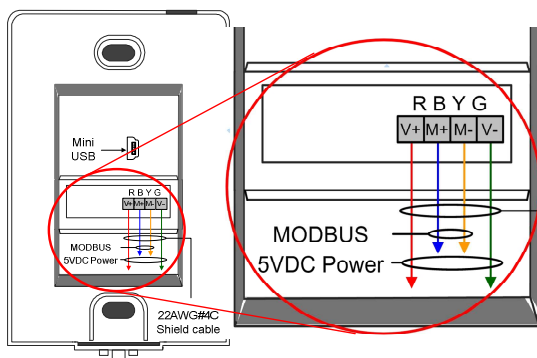 Mini
USB
R B Y G
V+ M+ M- V-
MODBUS
5VDC Power
22AWG#4C
Shield cable
R B Y G
V+ M+ M- V-
MODBUS
5VDC Power